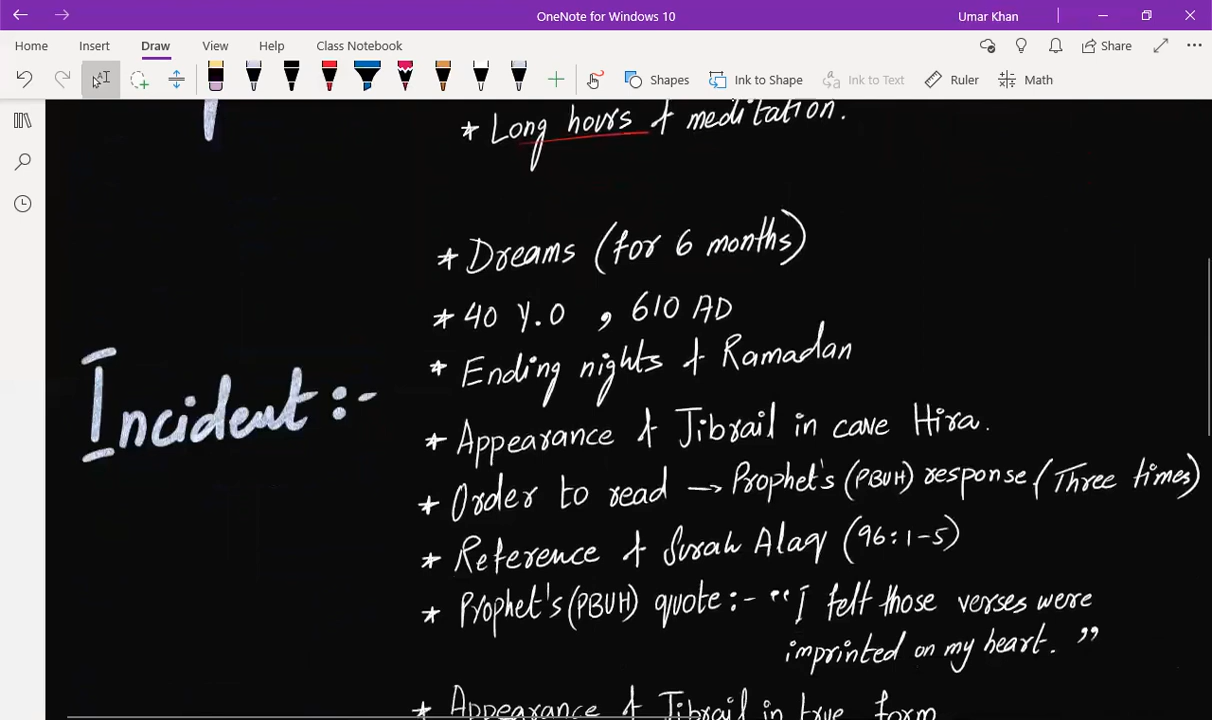 OneNote for Windows 10
Umar Khan
Home Insert Draw View Help Class Notebook
Share
Shapes Ink to Shape Ink to Text Ruler Math
* Long hours of meditation.
* Dreams (for 6 months)
* 40 Y.O , 610 AD
* Ending nights of Ramadan
Incident :-
* Appearance of Jibrail in cave Hira.
* Order to read → Prophet's (PBUH) response (Three times)
* Reference of Surah Alaq (96:1-5)
* Prophet's (PBUH) quote :- "I felt those verses were
imprinted on my heart."
* Appearance of Jibrail in true form